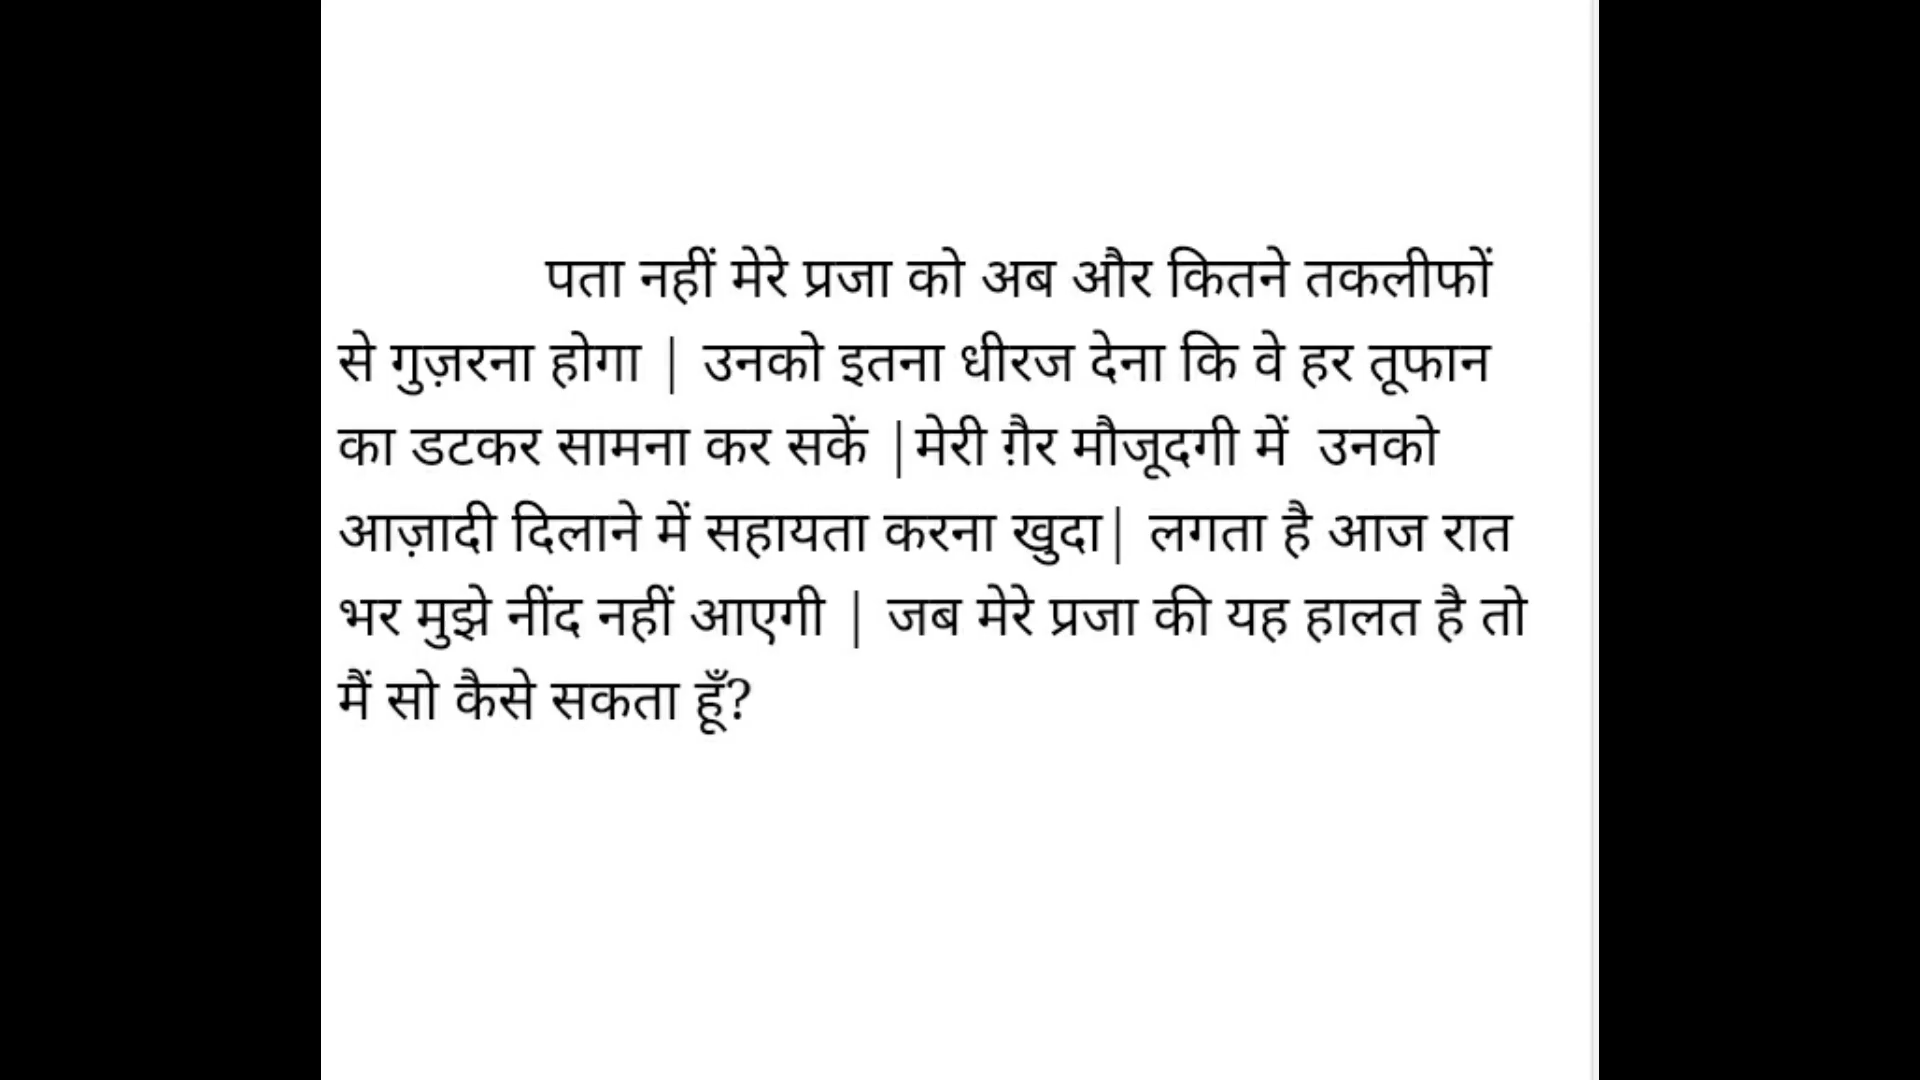 पता नहीं मेरे प्रजा को अब और कितने तकलीफों
से गुज़रना होगा | उनको इतना धीरज देना कि वे हर तूफान
का डटकर सामना कर सकें |मेरी ग़ैर मौजूदगी में उनको
आज़ादी दिलाने में सहायता करना खुदा| लगता है आज रात
भर मुझे नींद नहीं आएगी | जब मेरे प्रजा की यह हालत है तो
मैं सो कैसे सकता हूँ?